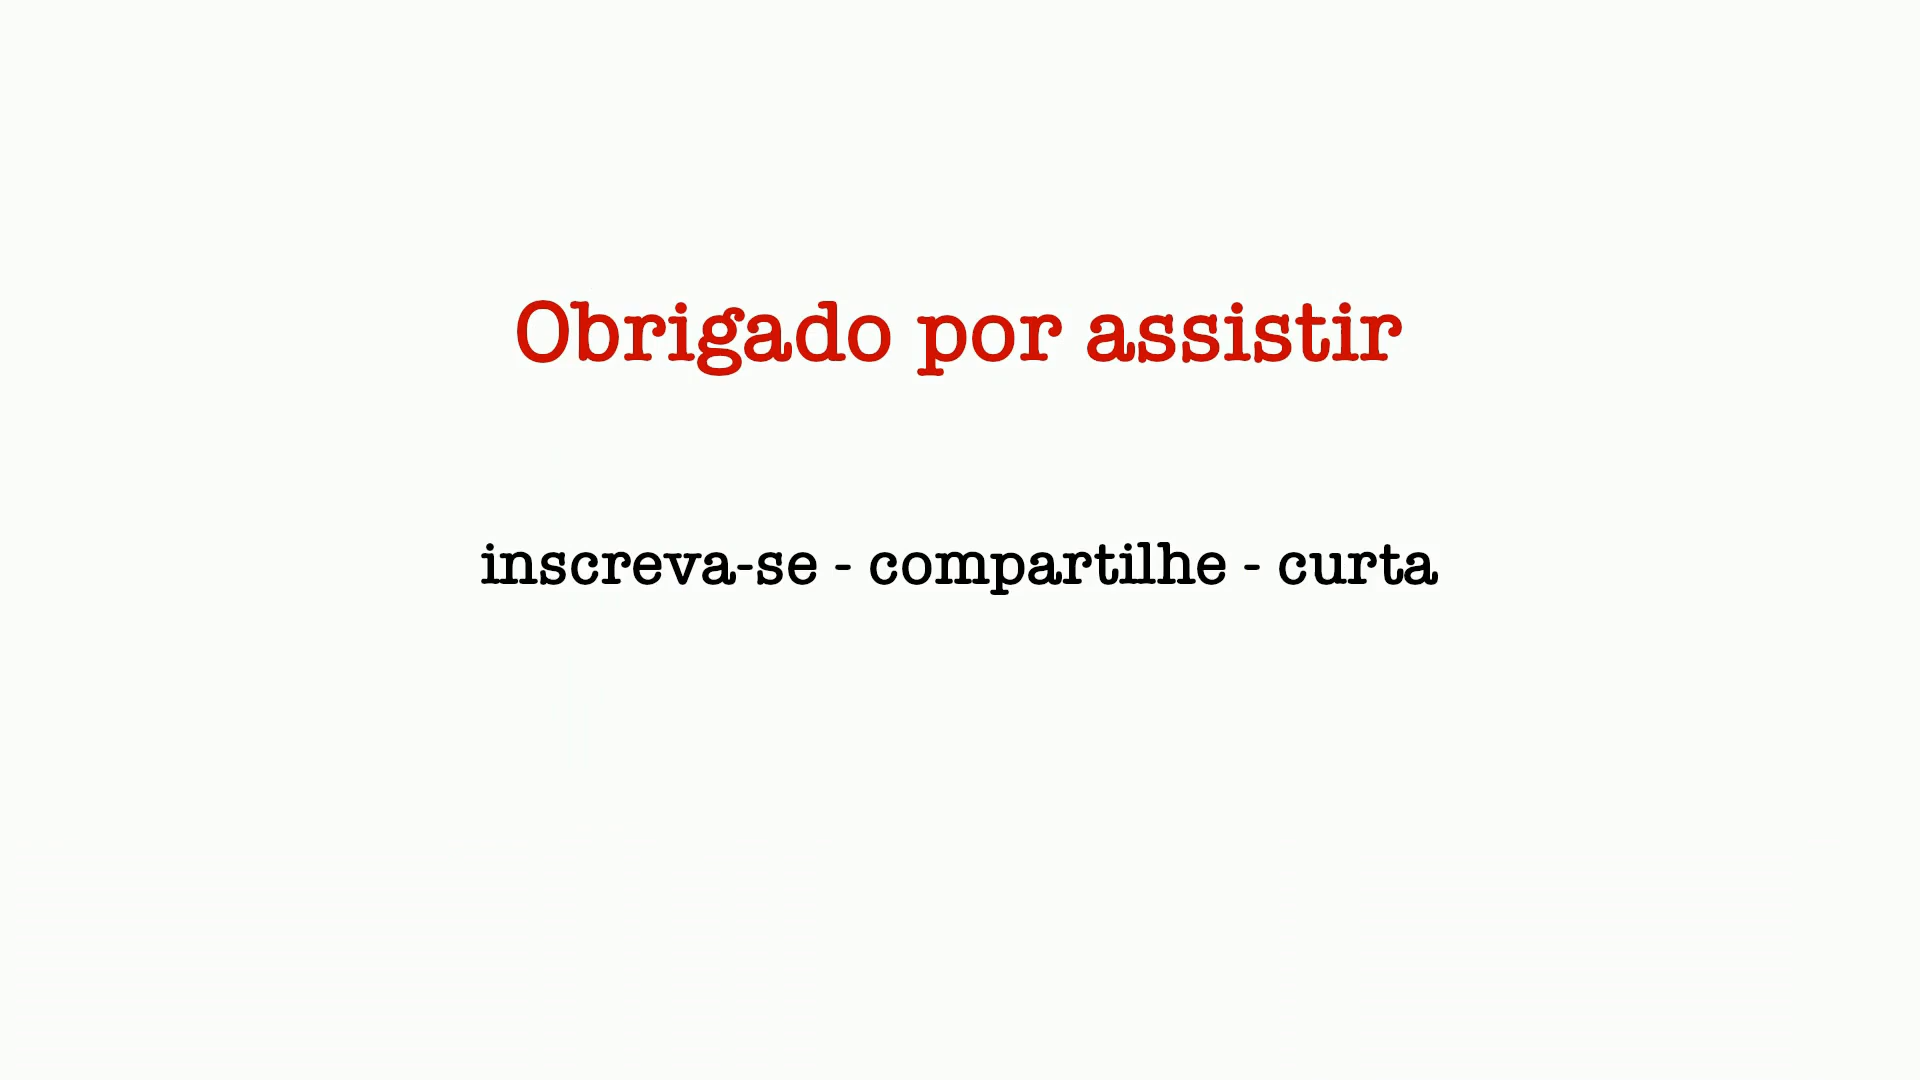 Obrigado por assistir
inscreva-se - compartilhe - curta